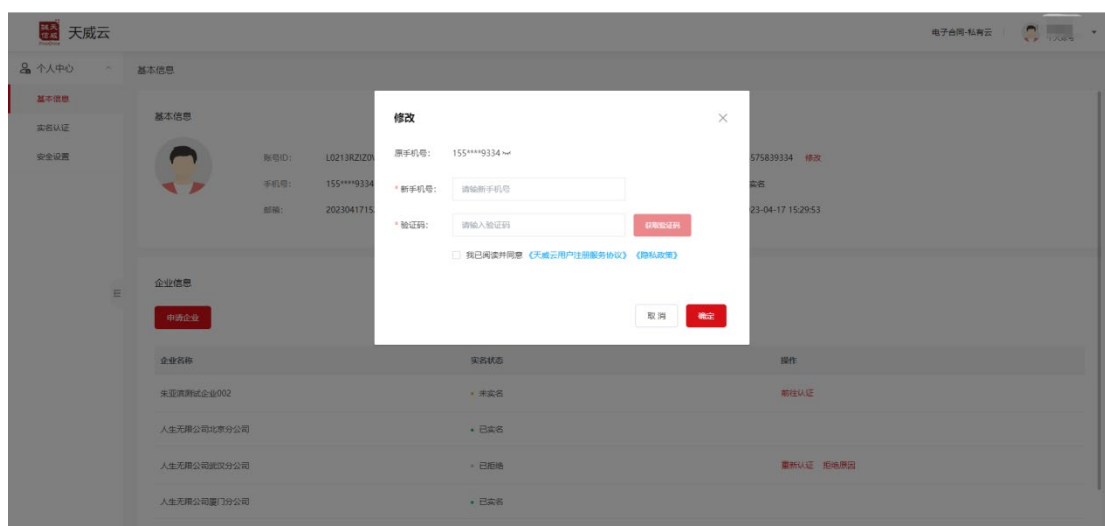 天威云
电子合同-私有云
个人中心
基本信息
实名认证
安全设置
基本信息
基本信息
账号ID: L0213RZIZ0
575839334 修改
手机号: 155****9334
实名
邮箱: 2023041715
23-04-17 15:29:53
修改
原手机号: 155****9334
* 新手机号: 请输新手机号
* 验证码: 请输入验证码 获取验证码
我已阅读并同意《天威云用户注册服务协议》《隐私政策》
取消 确定
企业信息
申请企业
企业名称 实名状态 操作
朱亚滨测试企业002 未实名 前往认证
人生无限公司北京分公司 已实名
人生无限公司武汉分公司 已拒绝 重新认证 拒绝原因
人生无限公司厦门分公司 已实名